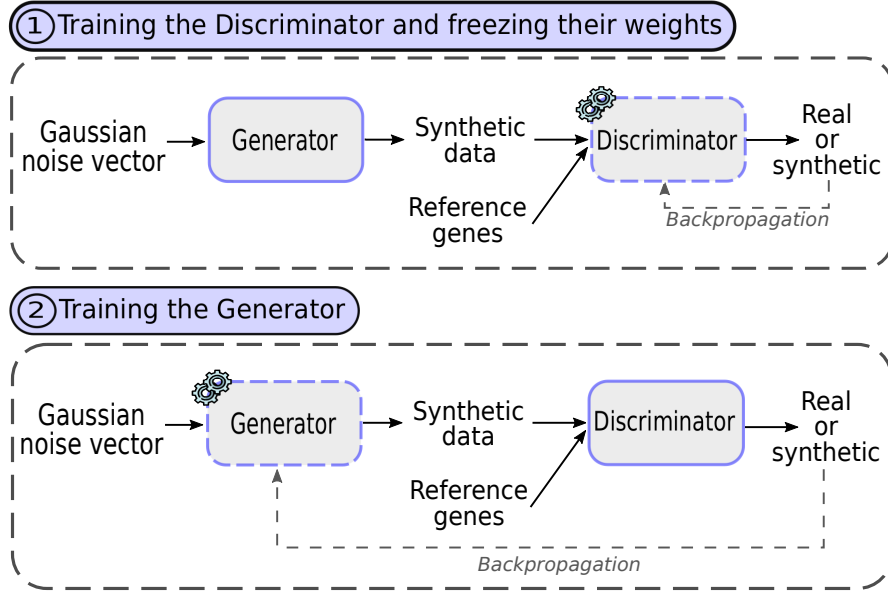 1 Training the Discriminator and freezing their weights
Gaussian
noise vector
Generator
Synthetic
data
Reference
genes
Discriminator
Real
or
synthetic
Backpropagation
2 Training the Generator
Gaussian
noise vector
Generator
Synthetic
data
Reference
genes
Discriminator
Real
or
synthetic
Backpropagation